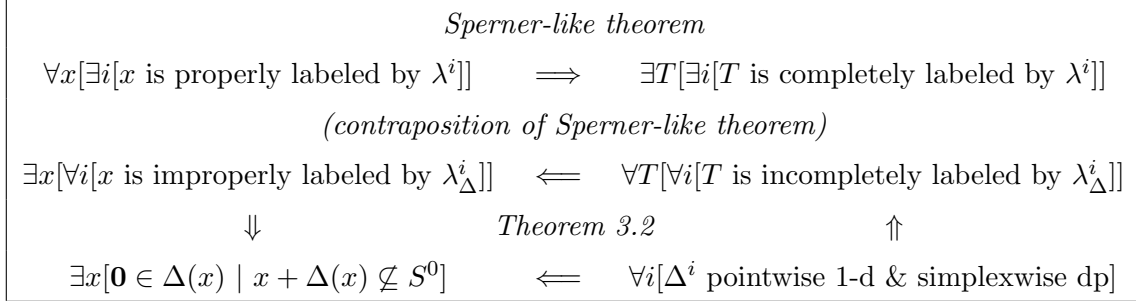 Sperner-like theorem
∀x[∃i[x is properly labeled by λ^i]] ⟹ ∃T[∃i[T is completely labeled by λ^i]]
(contraposition of Sperner-like theorem)
∃x[∀i[x is improperly labeled by λ^i_Δ]] ⟸ ∀T[∀i[T is incompletely labeled by λ^i_Δ]]
⇓ Theorem 3.2 ⇑
∃x[𝟎 ∈ Δ(x) | x + Δ(x) ⊈ S^0] ⟸ ∀i[Δ^i pointwise 1-d & simplexwise dp]